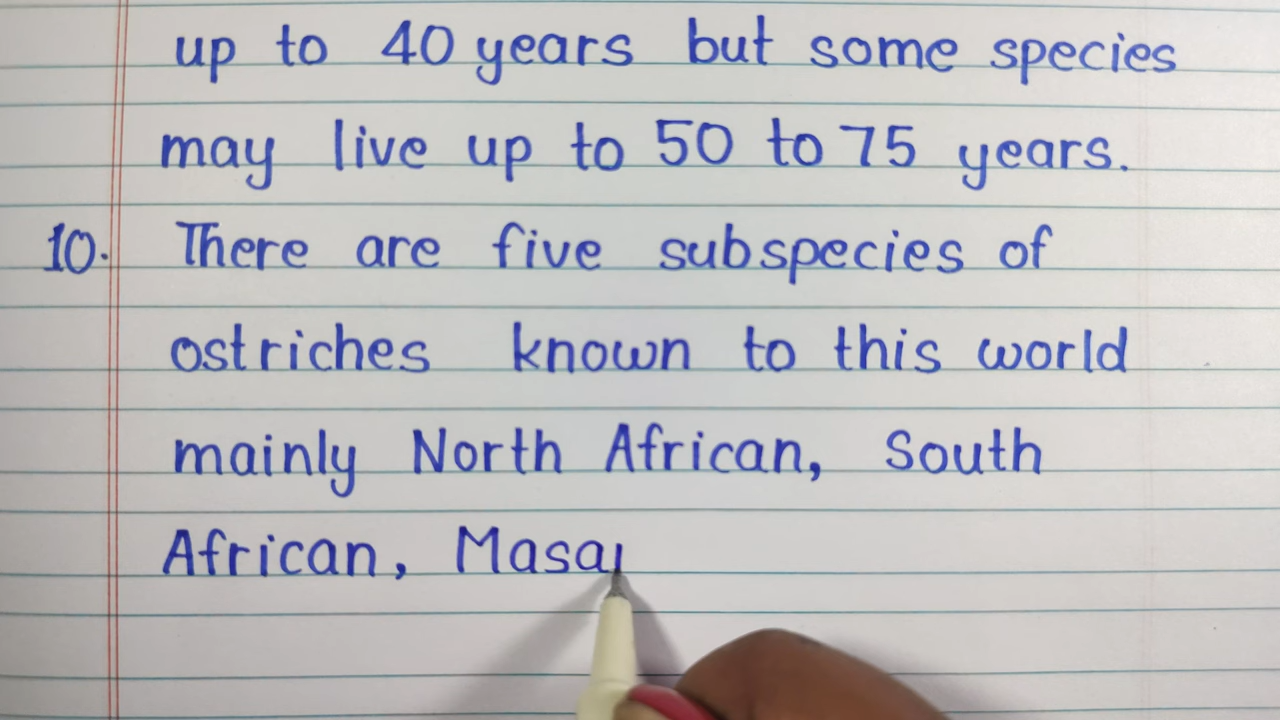 up to 40 years but some species
may live up to 50 to 75 years.
10. There are five subspecies of
ostriches known to this world
mainly North African, South
African, Masai